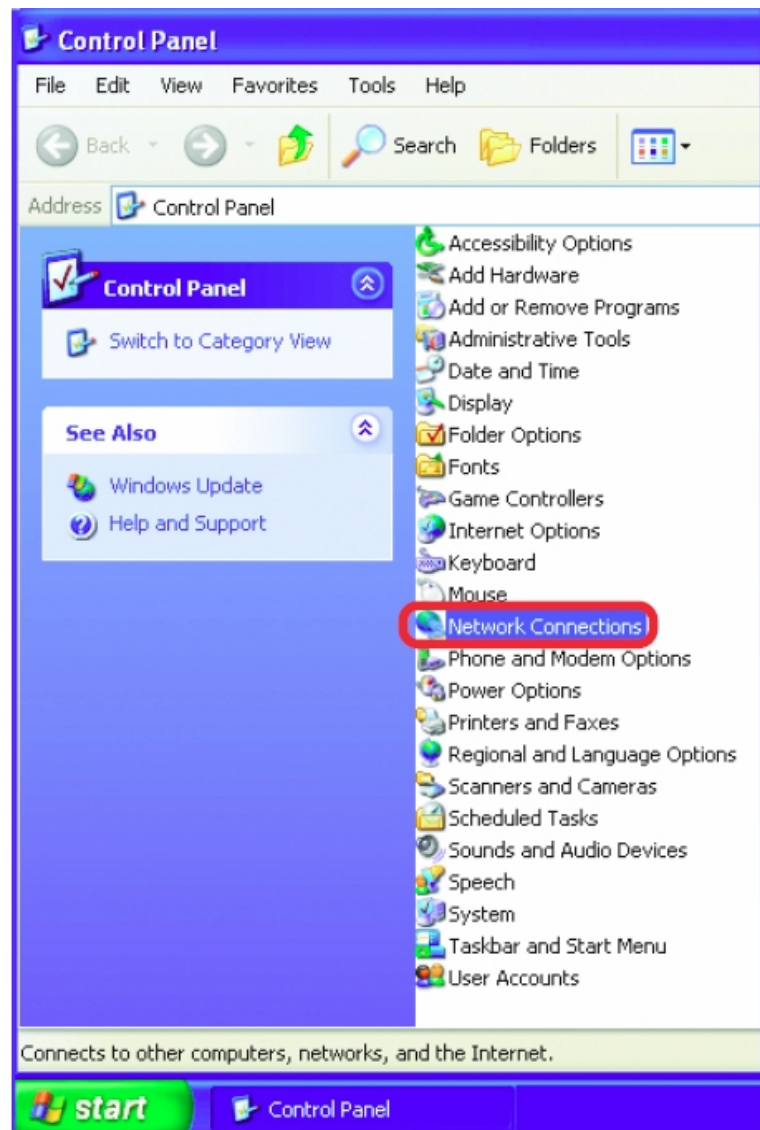 Control Panel
File Edit View Favorites Tools Help
Back Search Folders
Address Control Panel
Control Panel
Switch to Category View
See Also
Windows Update
Help and Support
Accessibility Options
Add Hardware
Add or Remove Programs
Administrative Tools
Date and Time
Display
Folder Options
Fonts
Game Controllers
Internet Options
Keyboard
Mouse
Network Connections
Phone and Modem Options
Power Options
Printers and Faxes
Regional and Language Options
Scanners and Cameras
Scheduled Tasks
Sounds and Audio Devices
Speech
System
Taskbar and Start Menu
User Accounts
Connects to other computers, networks, and the Internet.
start Control Panel